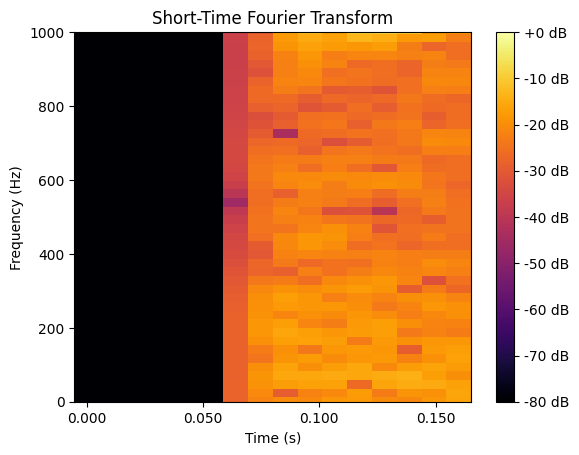 Short-Time Fourier Transform
1000
800
600
400
200
0
Frequency (Hz)
0.000
0.050
0.100
0.150
Time (s)
+0 dB
-10 dB
-20 dB
-30 dB
-40 dB
-50 dB
-60 dB
-70 dB
-80 dB